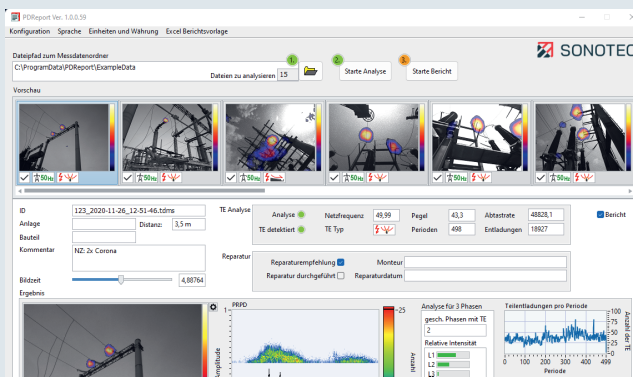 PDReport Ver. 1.0.0.59
Konfiguration Sprache Einheiten und Währung Excel Berichtsvorlage
SONOTEC
Dateipfad zum Messdatenordner
C:\ProgramData\PDReport\ExampleData
Dateien zu analysieren 15
1.
2.
Starte Analyse
3.
Starte Bericht
Vorschau
50Hz
50Hz
50Hz
50Hz
50Hz
50Hz
ID 123_2020-11-26_12-51-46.tdms
Anlage Distanz: 3,5 m
Bauteil
Kommentar NZ: 2x Corona
Bildzeit 4,88764
TE Analyse
Analyse Netzfrequenz 49,99 Pegel 43,3 Abtastrate 48828,1
TE detektiert TE Typ Perioden 498 Entladungen 18927
Bericht
Reparatur
Reparaturempfehlung Monteur
Reparatur durchgeführt Reparaturdatum
Ergebnis
PRPD
1
Amplitude
25
Anzahl
Analyse für 3 Phasen
gesch. Phasen mit TE
2
Relative Intensität
L1
L2
L3
Teilentladungen pro Periode
100
75
50
25
0
Anzahl der TE
0 100 200 300 400 499
Periode